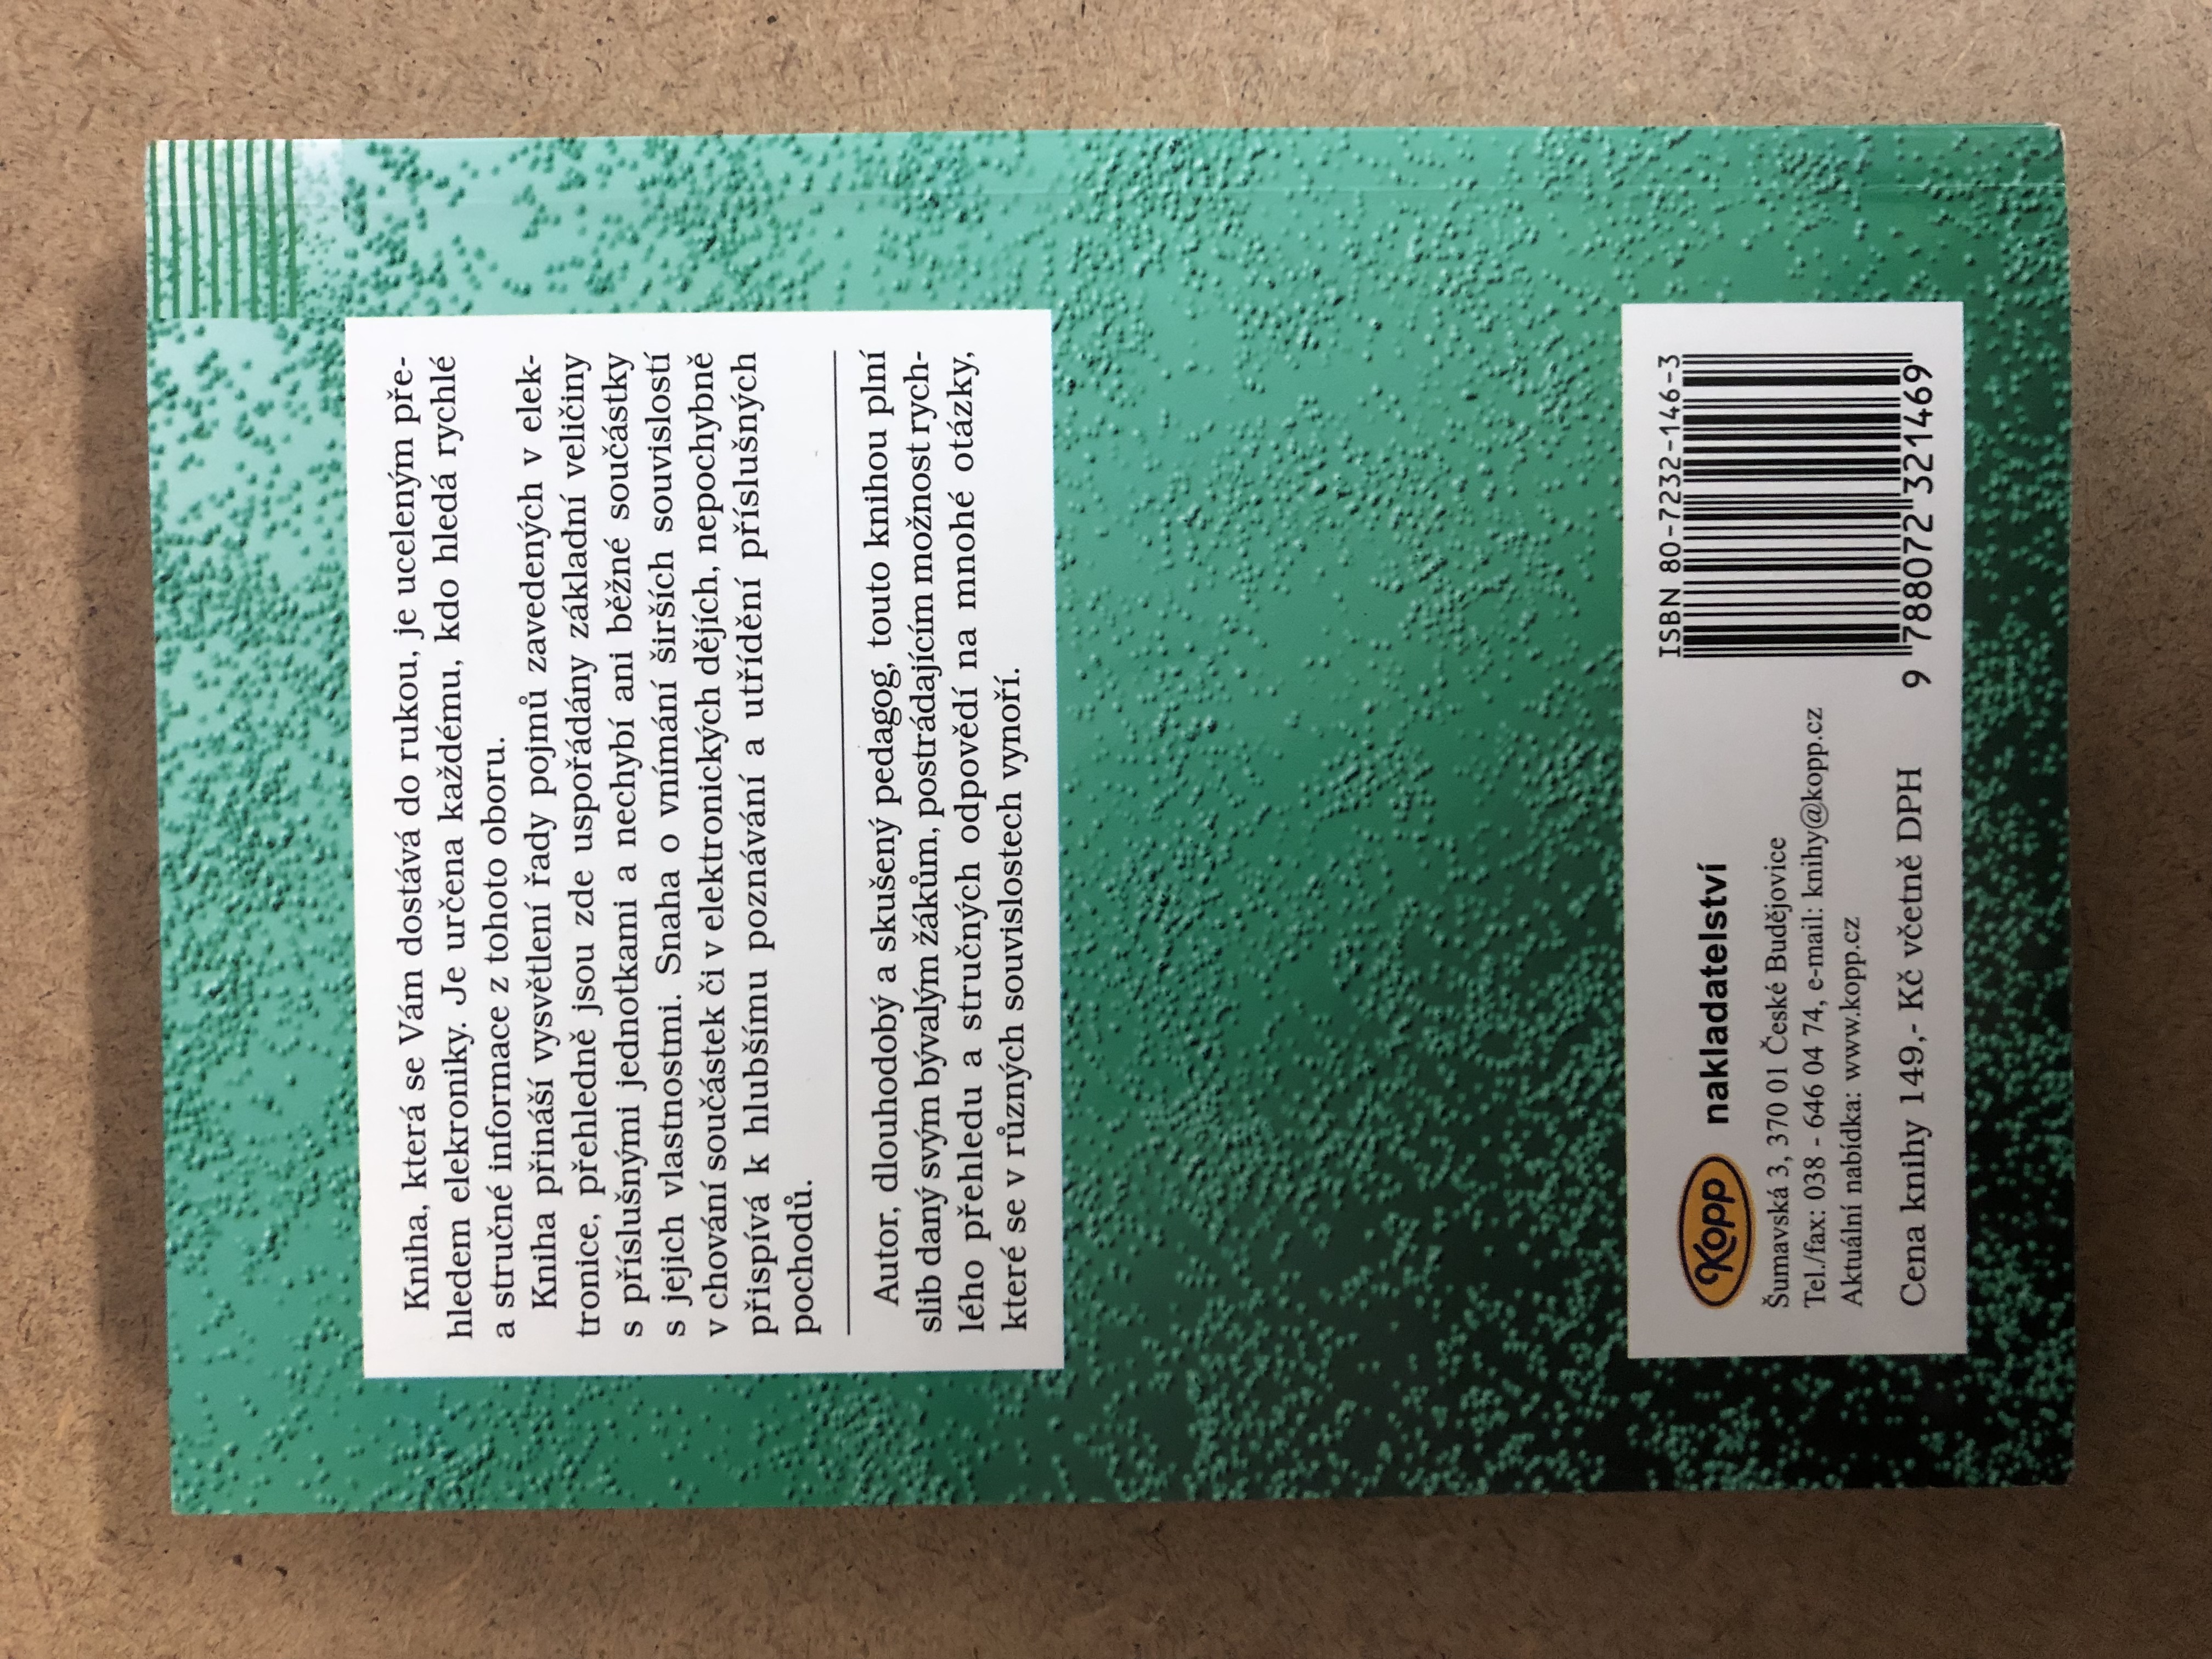 Kniha, která se Vám dostává do rukou, je uceleným pře-
hledem elekroniky. Je určena každému, kdo hledá rychlé
a stručné informace z tohoto oboru.
Kniha přináší vysvětlení řady pojmů zavedených v elek-
tronice, přehledně jsou zde uspořádány základní veličiny
s příslušnými jednotkami a nechybí ani běžné součástky
s jejich vlastnostmi. Snaha o vnímání širších souvislostí
v chování součástek či v elektronických dějích, nepochybně
přispívá k hlubšímu poznávání a utřídění příslušných
pochodů.
Autor, dlouhodobý a skušený pedagog, touto knihou plní
slib daný svým bývalým žákům, postrádajícím možnost rych-
lého přehledu a stručných odpovědí na mnohé otázky,
které se v různých souvislostech vynoří.
Kopp nakladatelství
Šumavská 3, 370 01 České Budějovice
Tel./fax: 038 - 646 04 74, e-mail: knihy@kopp.cz
Aktuální nabídka: www.kopp.cz
Cena knihy 149,- Kč včetně DPH
ISBN 80-7232-146-3
9 788072 321469